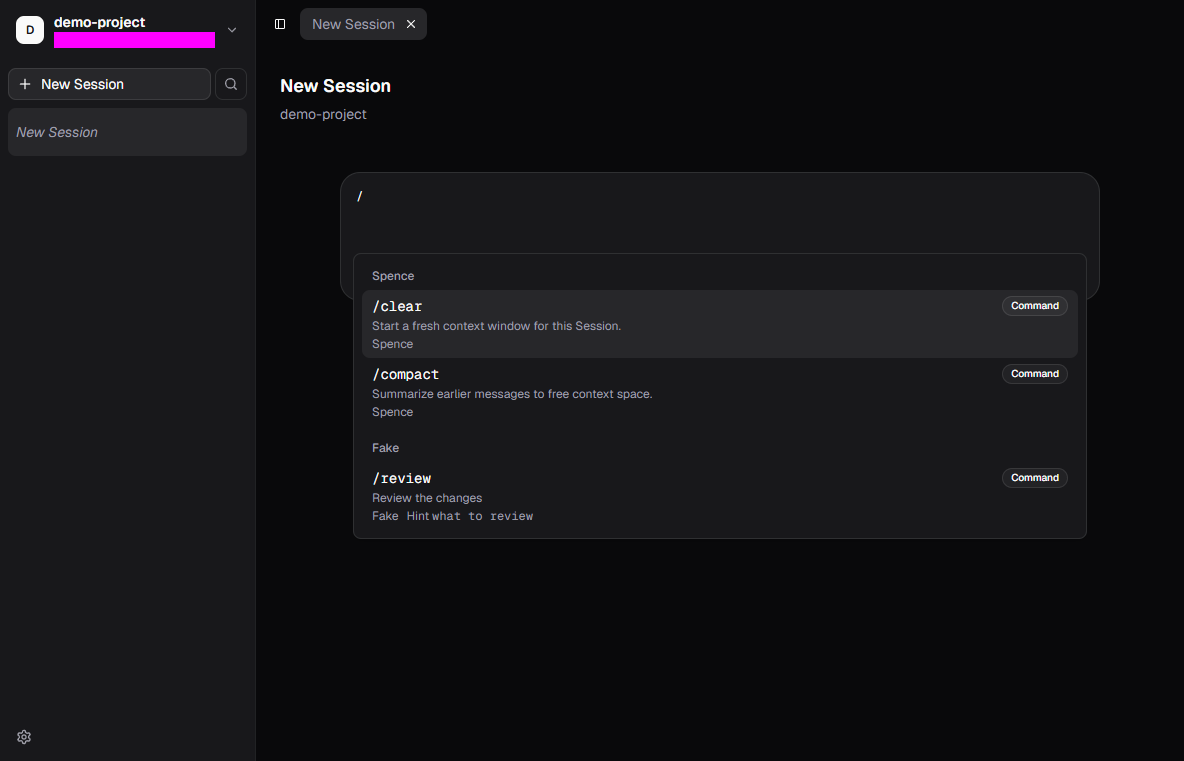 D
demo-project
New Session
New Session
New Session
New Session
demo-project
/
Spence
/clear
Command
Start a fresh context window for this Session.
Spence
/compact
Command
Summarize earlier messages to free context space.
Spence
Fake
/review
Command
Review the changes
Fake Hint what to review